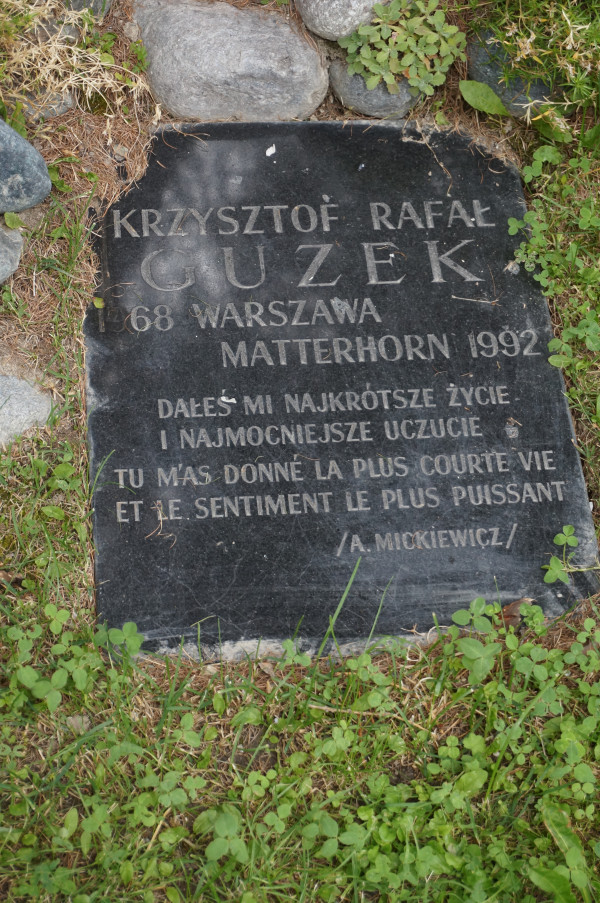 KRZYSZTOF RAFAŁ
GUZEK
1968 WARSZAWA
MATTERHORN 1992
DAŁEŚ MI NAJKRÓTSZE ŻYCIE
I NAJMOCNIEJSZE UCZUCIE
TU M'AS DONNÉ LA PLUS COURTE VIE
ET LE SENTIMENT LE PLUS PUISSANT
/A. MICKIEWICZ/